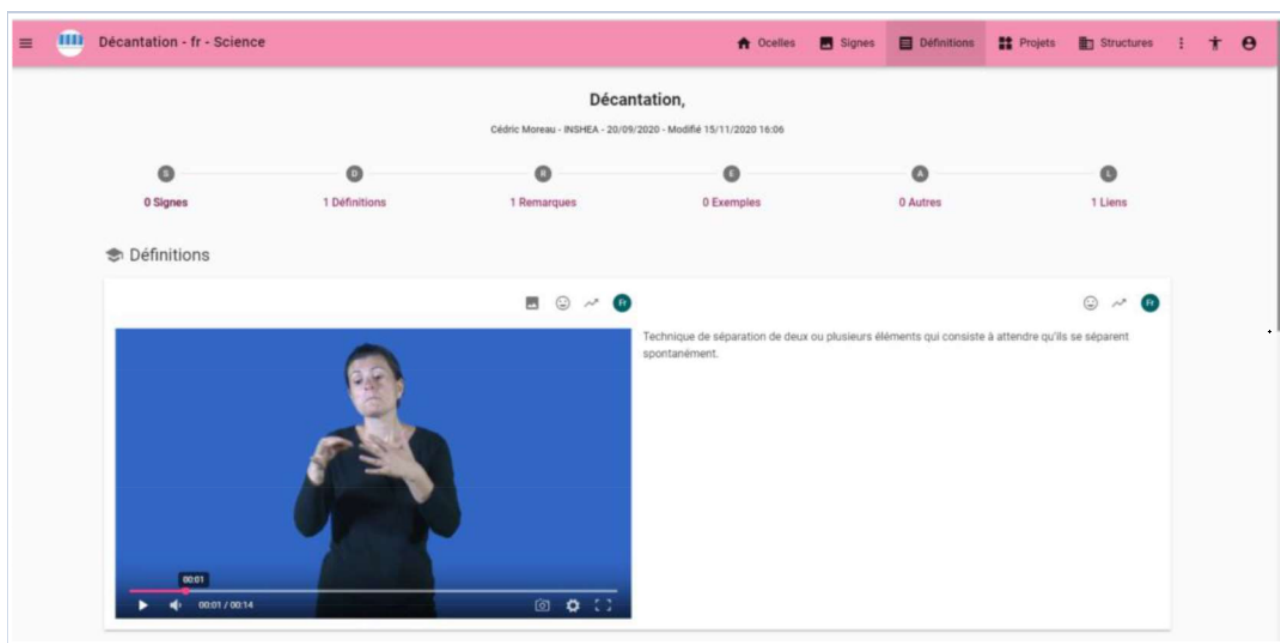 Décantation - fr - Science
Ocelles
Signes
Définitions
Projets
Structures
Décantation,
Cédric Moreau - INSHEA - 20/09/2020 - Modifié 15/11/2020 16:06
S
D
R
E
A
L
0 Signes
1 Définitions
1 Remarques
0 Exemples
0 Autres
1 Liens
Définitions
Fr
Fr
Technique de séparation de deux ou plusieurs éléments qui consiste à attendre qu'ils se séparent
spontanément.
00:01
00:01 / 00:14